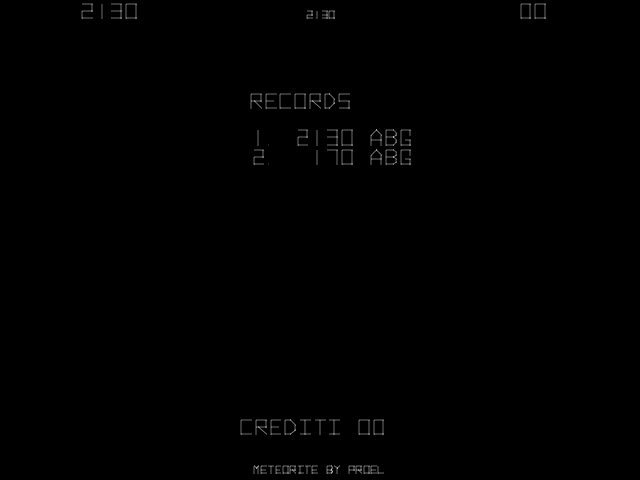 2130 2130 00
RECORDS
1. 2130 ABG
2. 170 ABG
CREDITI 00
METEORITE BY PROEL